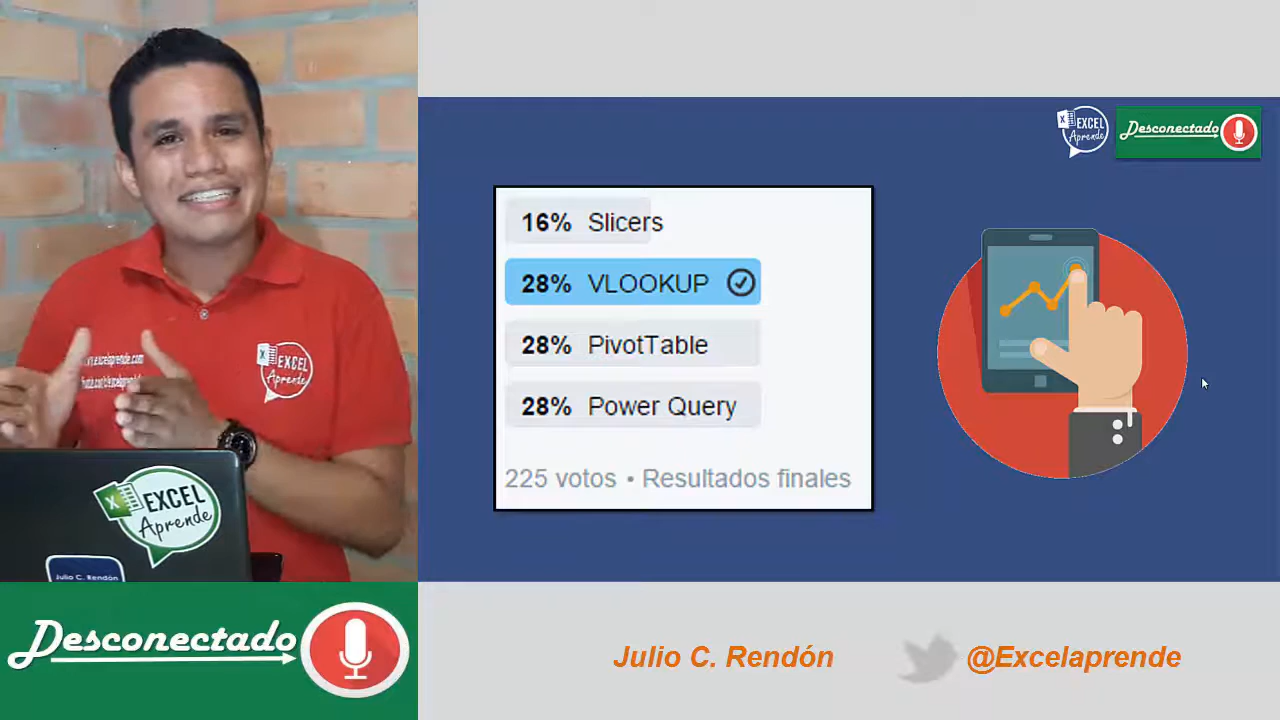 EXCEL
Aprende
Desconectado
16% Slicers
28% VLOOKUP
28% PivotTable
28% Power Query
225 votos • Resultados finales
EXCEL
Aprende
EXCEL
Aprende
Julio C. Rendón
Desconectado
Julio C. Rendón
@Excelaprende